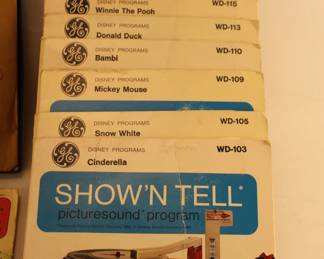 DISNEY PROGRAMS WD-115
Winnie The Pooh
DISNEY PROGRAMS WD-113
Donald Duck
DISNEY PROGRAMS WD-110
Bambi
DISNEY PROGRAMS WD-109
Mickey Mouse
DISNEY PROGRAMS WD-105
Snow White
DISNEY PROGRAMS WD-103
Cinderella
SHOW'N TELL®
picturesound program